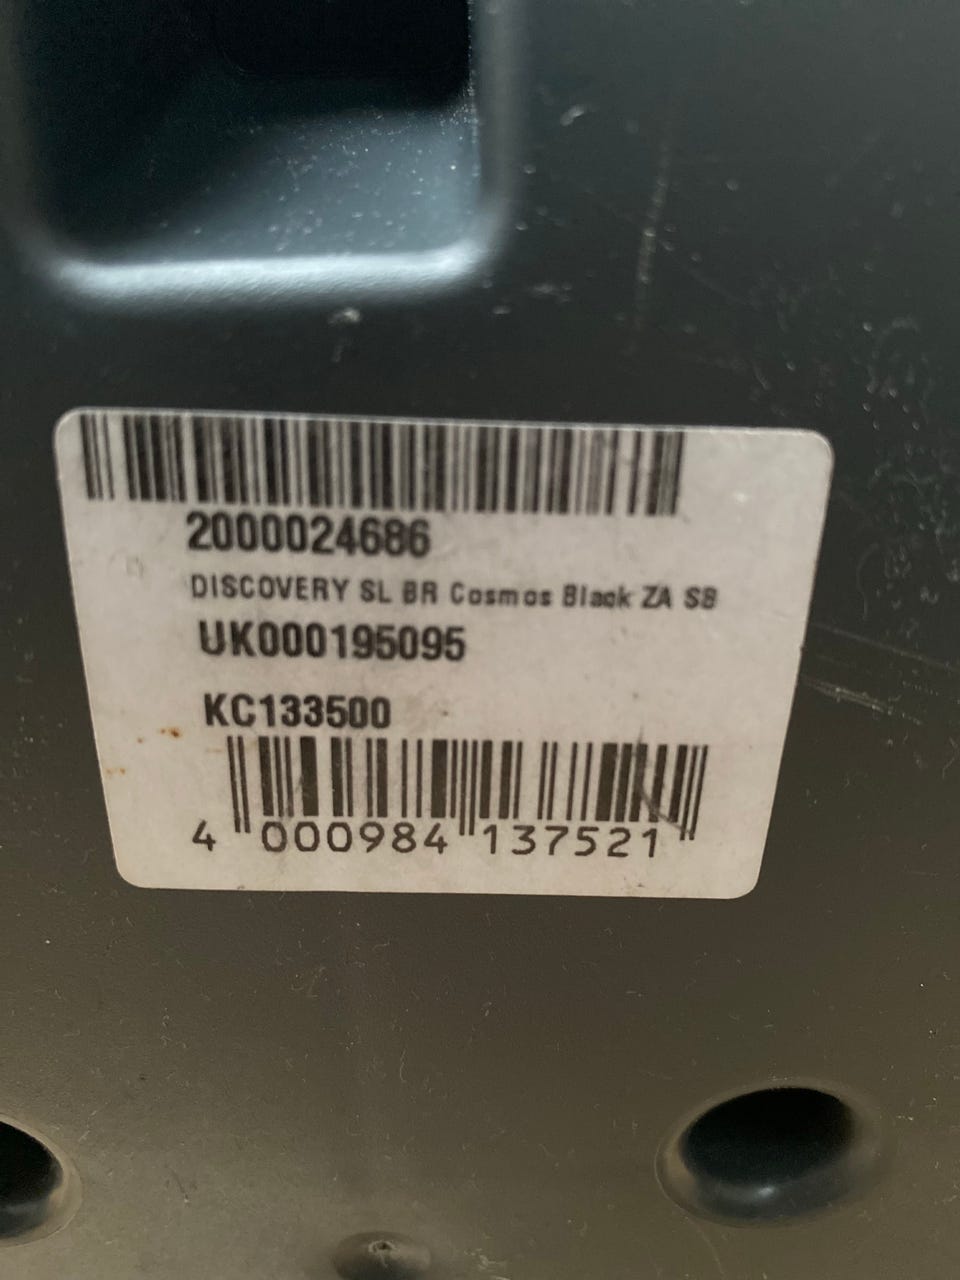 2000024686
DISCOVERY SL BR Cosmos Black ZA SB
UK000195095
KC133500
4 000984 137521